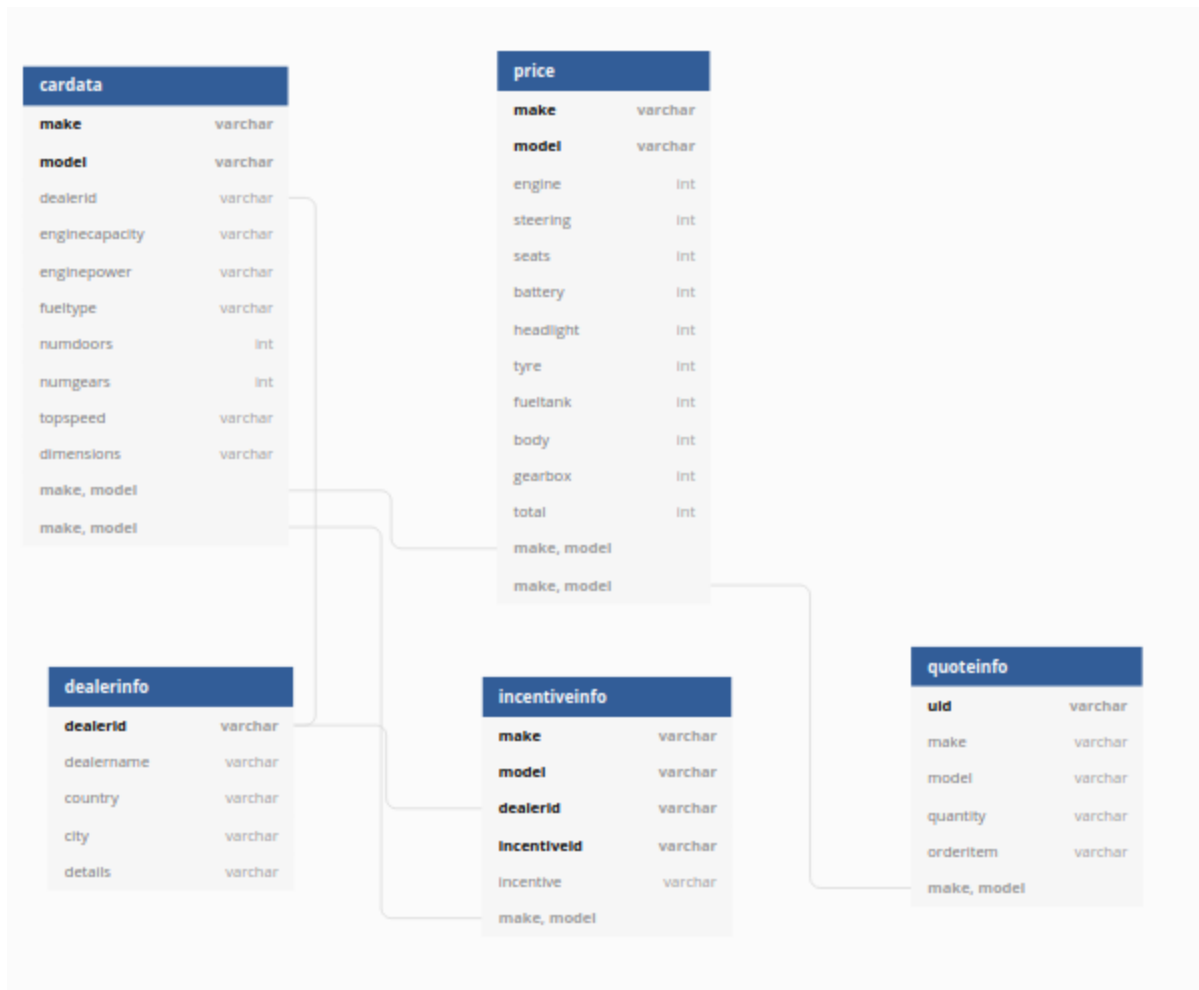 cardata
make varchar
model varchar
dealerid varchar
enginecapacity varchar
enginepower varchar
fueltype varchar
numdoors int
numgears int
topspeed varchar
dimensions varchar
make, model
make, model
price
make varchar
model varchar
engine int
steering int
seats int
battery int
headlight int
tyre int
fueltank int
body int
gearbox int
total int
make, model
make, model
dealerinfo
dealerid varchar
dealername varchar
country varchar
city varchar
details varchar
incentiveinfo
make varchar
model varchar
dealerid varchar
incentiveid varchar
incentive varchar
make, model
quoteinfo
uid varchar
make varchar
model varchar
quantity varchar
orderitem varchar
make, model